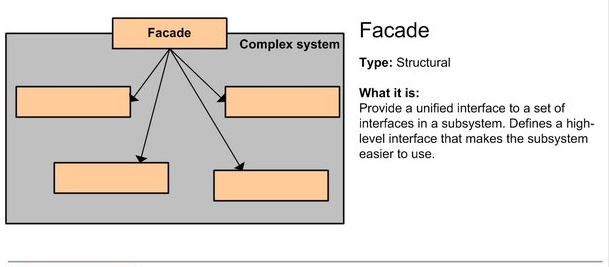 Facade
Complex system
Facade
Type: Structural
What it is:
Provide a unified interface to a set of
interfaces in a subsystem. Defines a high-
level interface that makes the subsystem
easier to use.